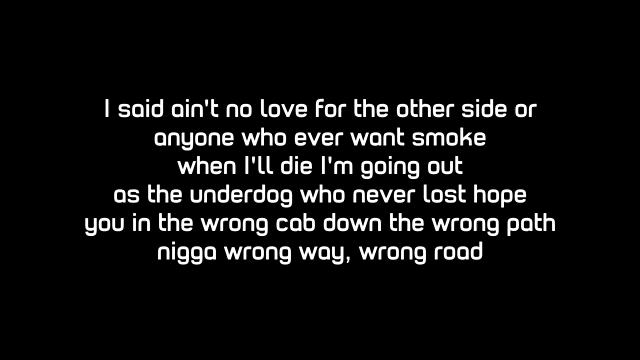 I said ain't no love for the other side or
anyone who ever want smoke
when I'll die I'm going out
as the underdog who never lost hope
you in the wrong cab down the wrong path
nigga wrong way, wrong road